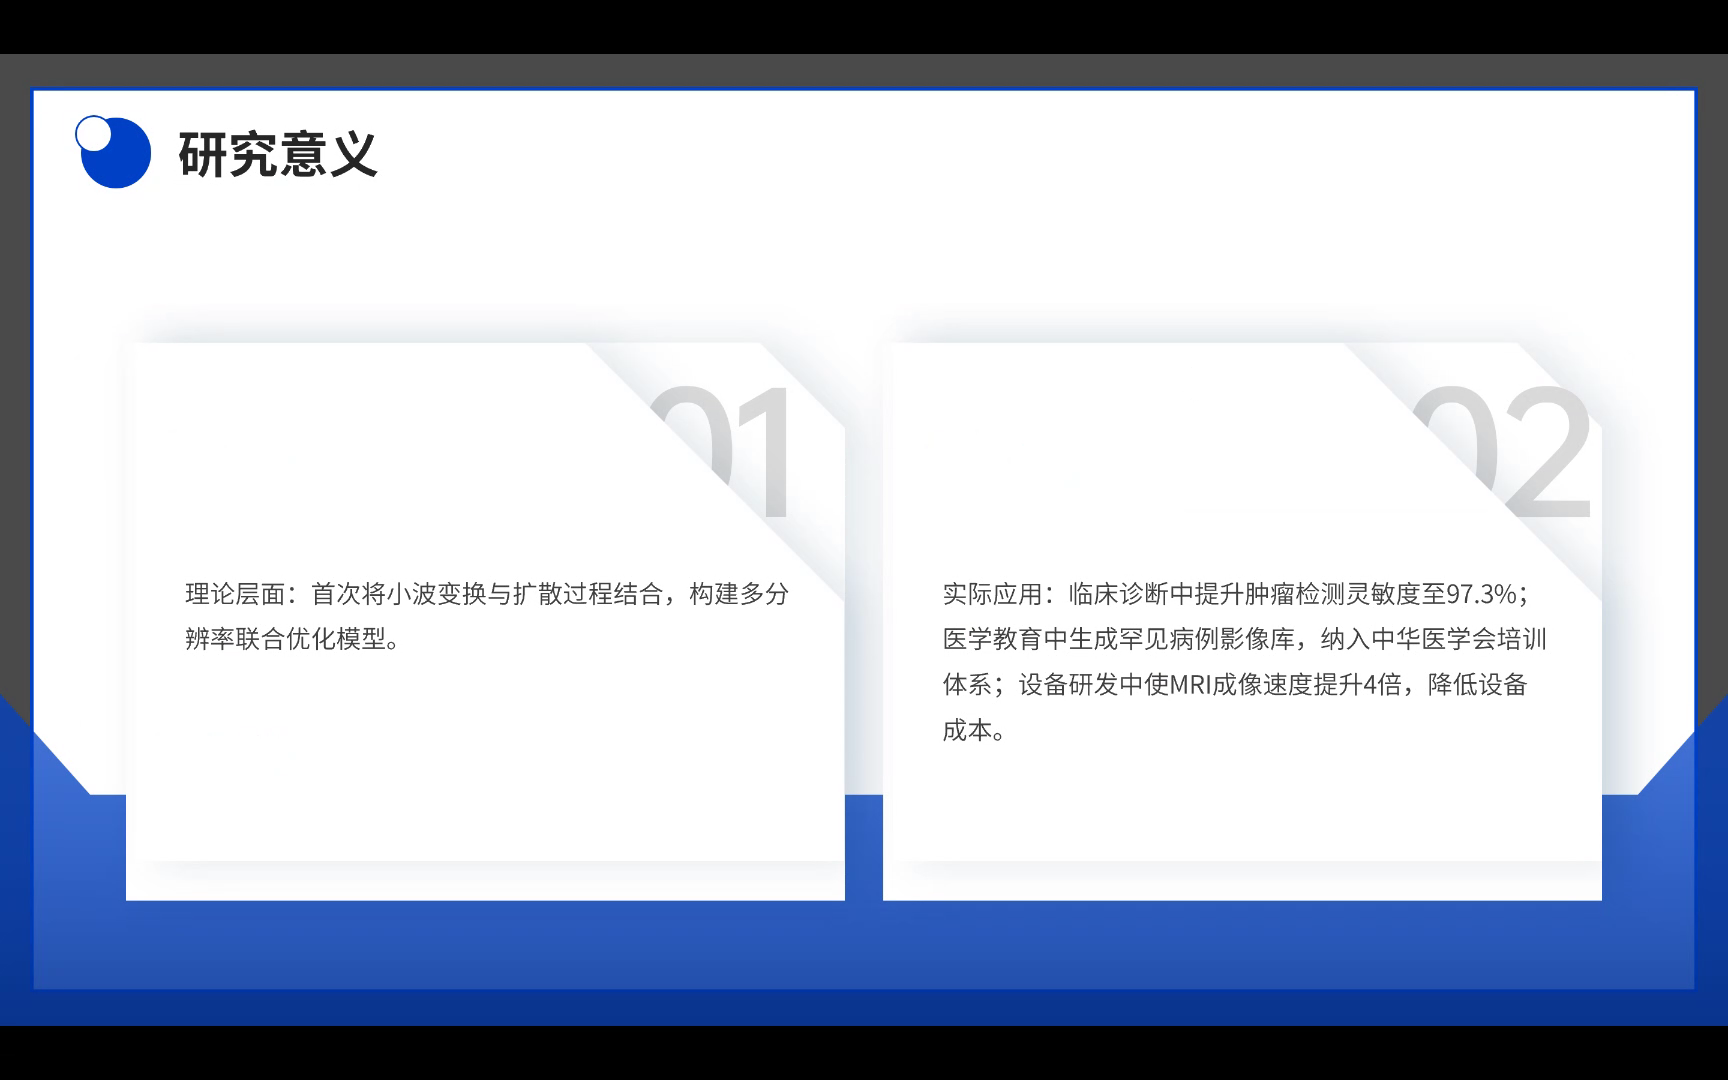 研究意义
01
理论层面：首次将小波变换与扩散过程结合，构建多分
辨率联合优化模型。
02
实际应用：临床诊断中提升肿瘤检测灵敏度至97.3%；
医学教育中生成罕见病例影像库，纳入中华医学会培训
体系；设备研发中使MRI成像速度提升4倍，降低设备
成本。